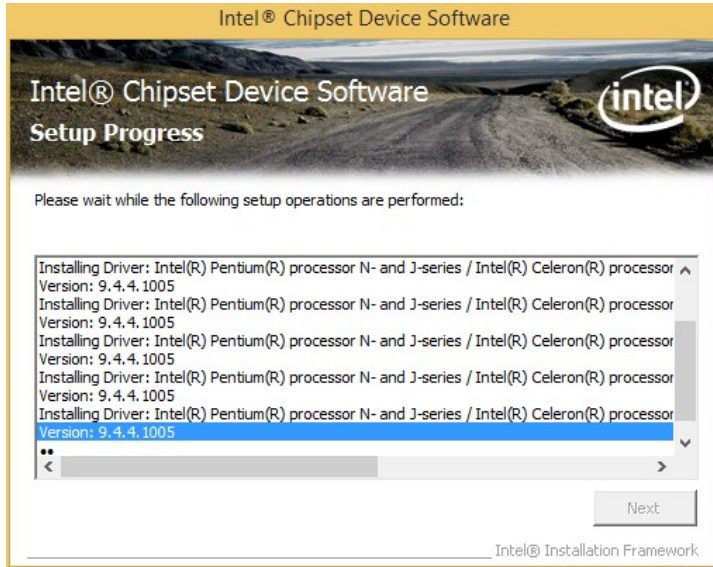 Intel® Chipset Device Software
Intel® Chipset Device Software
Setup Progress
intel
Please wait while the following setup operations are performed:
Installing Driver: Intel(R) Pentium(R) processor N- and J-series / Intel(R) Celeron(R) processor
Version: 9.4.4.1005
Installing Driver: Intel(R) Pentium(R) processor N- and J-series / Intel(R) Celeron(R) processor
Version: 9.4.4.1005
Installing Driver: Intel(R) Pentium(R) processor N- and J-series / Intel(R) Celeron(R) processor
Version: 9.4.4.1005
Installing Driver: Intel(R) Pentium(R) processor N- and J-series / Intel(R) Celeron(R) processor
Version: 9.4.4.1005
Installing Driver: Intel(R) Pentium(R) processor N- and J-series / Intel(R) Celeron(R) processor
Version: 9.4.4.1005
••
Next
Intel® Installation Framework